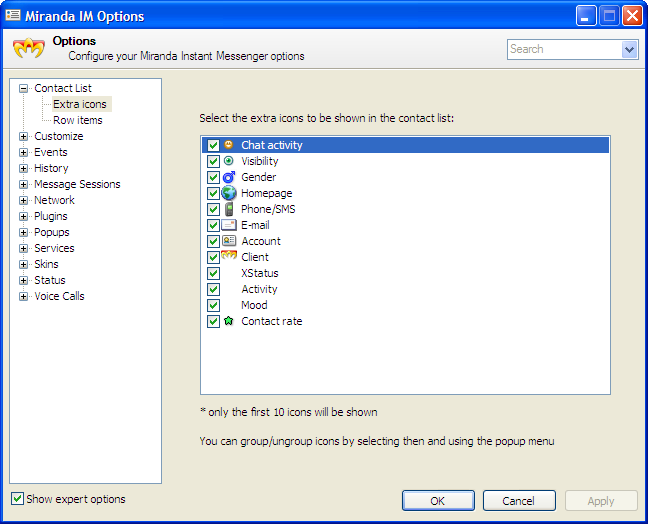 Miranda IM Options
Options
Configure your Miranda Instant Messenger options
Search
Contact List
Extra icons
Row items
Customize
Events
History
Message Sessions
Network
Plugins
Popups
Services
Skins
Status
Voice Calls
Select the extra icons to be shown in the contact list:
Chat activity
Visibility
Gender
Homepage
Phone/SMS
E-mail
Account
Client
XStatus
Activity
Mood
Contact rate
* only the first 10 icons will be shown
You can group/ungroup icons by selecting then and using the popup menu
Show expert options
OK
Cancel
Apply